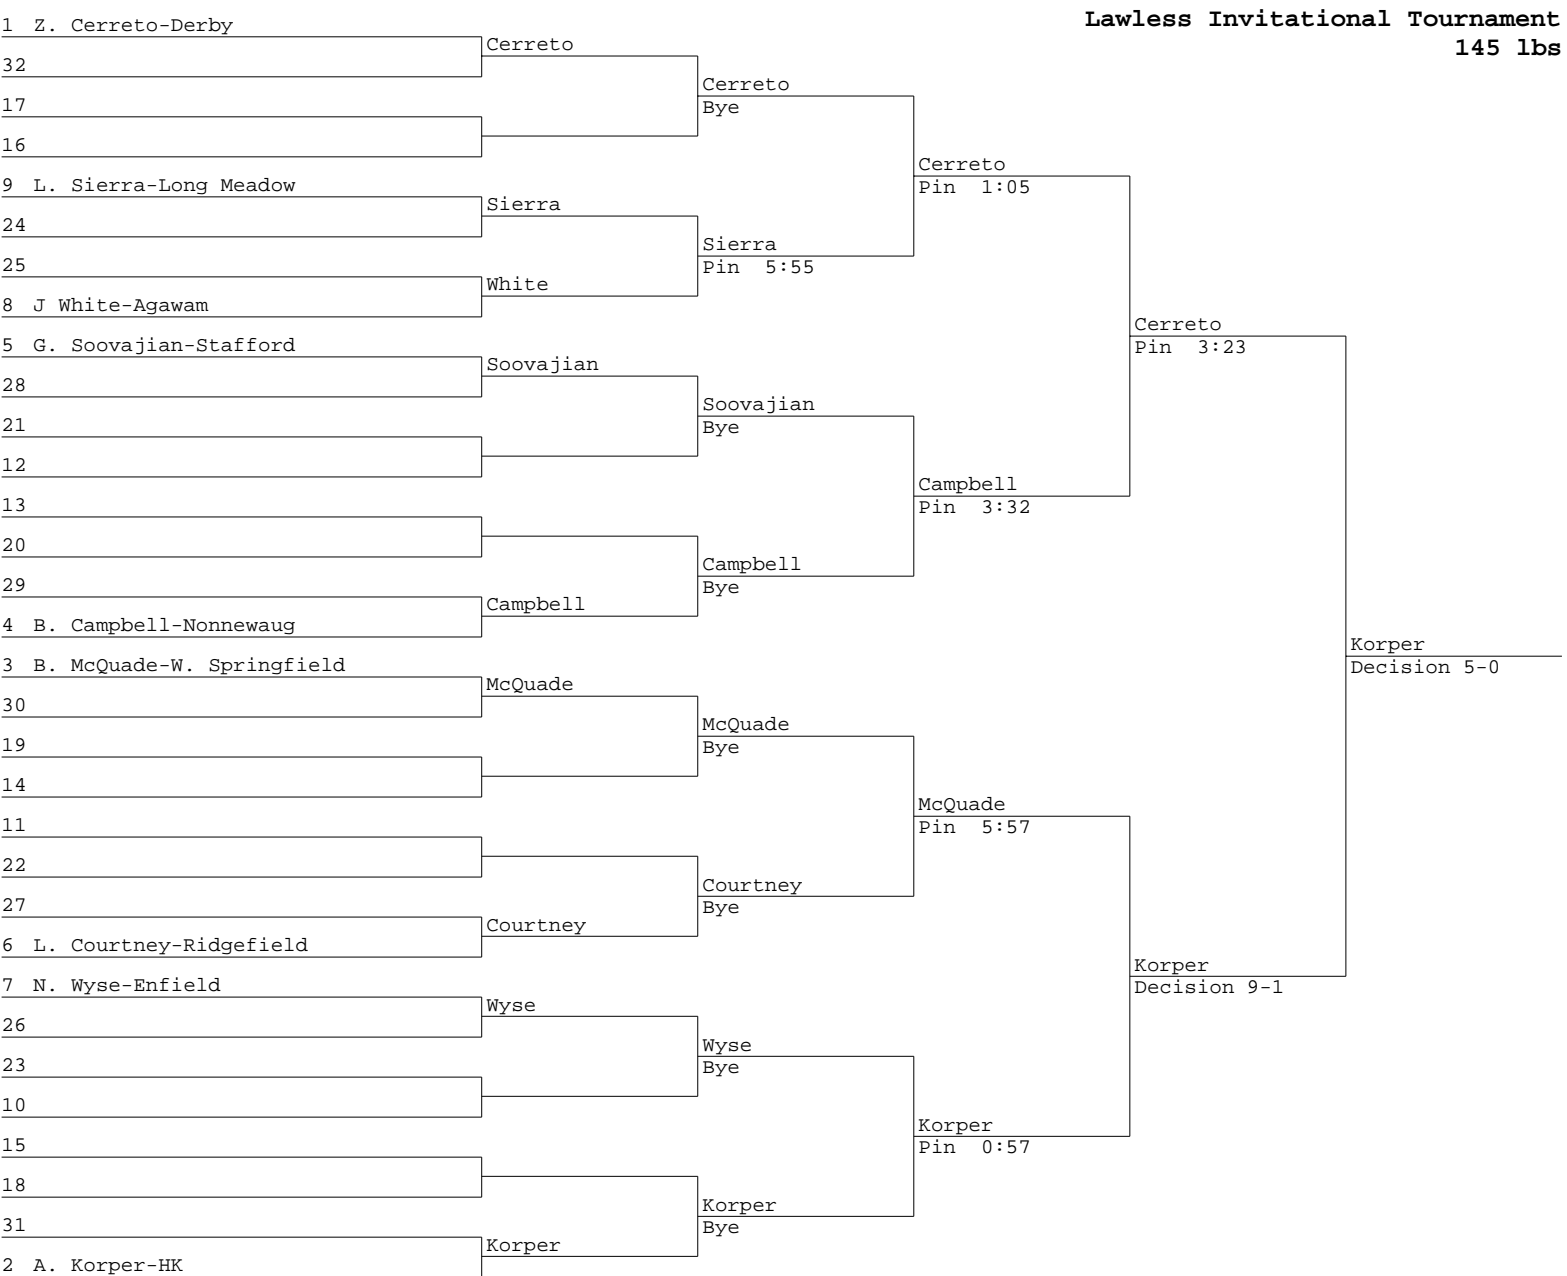 Lawless Invitational Tournament
145 lbs
1 Z. Cerreto-Derby
32
17
16
9 L. Sierra-Long Meadow
24
25
8 J White-Agawam
5 G. Soovajian-Stafford
28
21
12
13
20
29
4 B. Campbell-Nonnewaug
3 B. McQuade-W. Springfield
30
19
14
11
22
27
6 L. Courtney-Ridgefield
7 N. Wyse-Enfield
26
23
10
15
18
31
2 A. Korper-HK
Cerreto
Sierra
White
Soovajian
Campbell
McQuade
Courtney
Wyse
Korper
Cerreto
Bye
Sierra
Pin 5:55
Soovajian
Bye
Campbell
Bye
McQuade
Bye
Courtney
Bye
Wyse
Bye
Korper
Bye
Cerreto
Pin 1:05
Campbell
Pin 3:32
McQuade
Pin 5:57
Korper
Pin 0:57
Cerreto
Pin 3:23
Korper
Decision 9-1
Korper
Decision 5-0